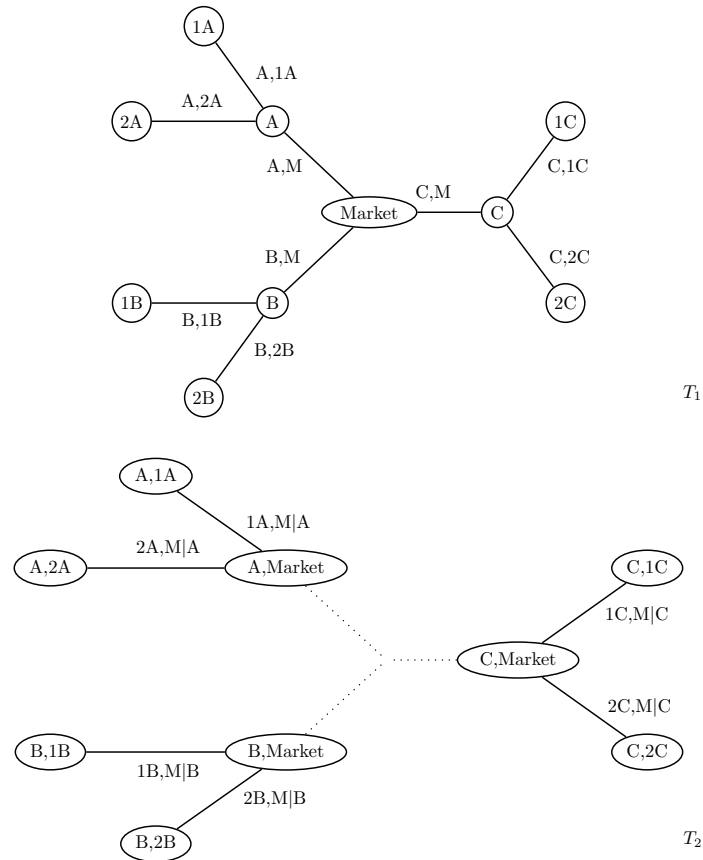 1A
A,1A
A,2A
2A
A
1C
A,M
C,1C
C,M
Market
C
B,M
C,2C
1B
B
2C
B,1B
B,2B
2B
T1
A,1A
1A,M|A
2A,M|A
A,2A
A,Market
C,1C
1C,M|C
C,Market
2C,M|C
B,1B
B,Market
C,2C
1B,M|B
2B,M|B
B,2B
T2